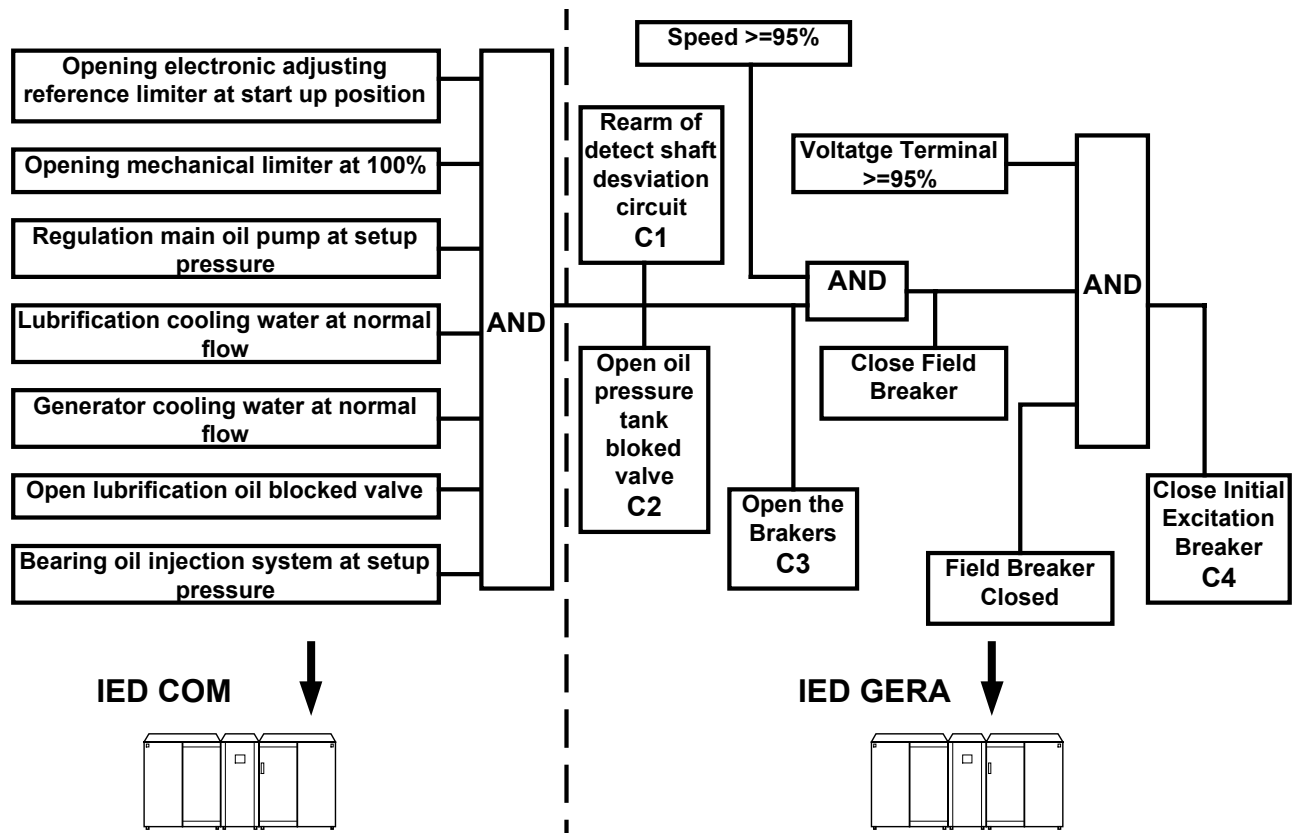 Opening electronic adjusting
reference limiter at start up position
Opening mechanical limiter at 100%
Regulation main oil pump at setup
pressure
Lubrification cooling water at normal
flow
Generator cooling water at normal
flow
Open lubrification oil blocked valve
Bearing oil injection system at setup
pressure
AND
IED COM
Speed >=95%
Rearm of
detect shaft
desviation
circuit
C1
Open oil
pressure
tank
bloked
valve
C2
Voltatge Terminal
>=95%
AND
Close Field
Breaker
Open the
Brakers
C3
AND
Field Breaker
Closed
Close Initial
Excitation
Breaker
C4
IED GERA